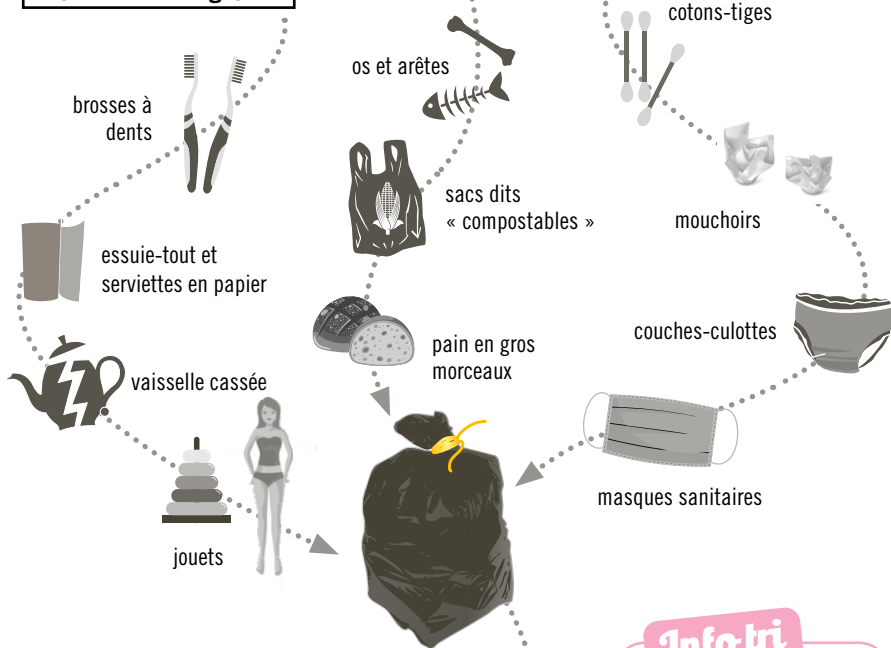 cotons-tiges
os et arêtes
brosses à
dents
sacs dits
« compostables »
mouchoirs
essuie-tout et
serviettes en papier
couches-culottes
pain en gros
morceaux
vaisselle cassée
masques sanitaires
jouets
Info-tri